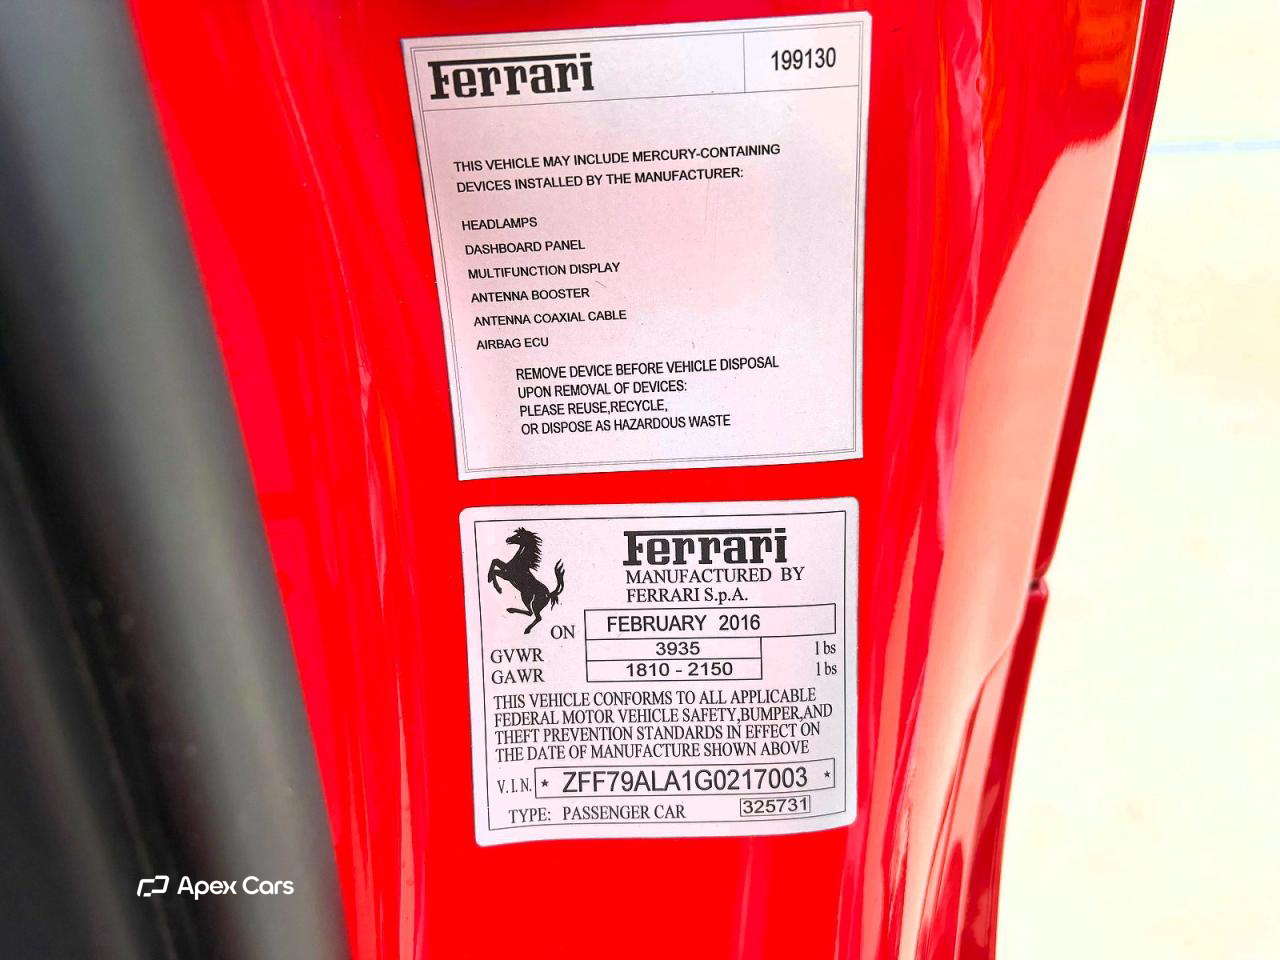 Ferrari 199130
THIS VEHICLE MAY INCLUDE MERCURY-CONTAINING
DEVICES INSTALLED BY THE MANUFACTURER:
HEADLAMPS
DASHBOARD PANEL
MULTIFUNCTION DISPLAY
ANTENNA BOOSTER
ANTENNA COAXIAL CABLE
AIRBAG ECU
REMOVE DEVICE BEFORE VEHICLE DISPOSAL
UPON REMOVAL OF DEVICES:
PLEASE REUSE,RECYCLE,
OR DISPOSE AS HAZARDOUS WASTE
Ferrari
MANUFACTURED BY
FERRARI S.p.A.
ON FEBRUARY 2016
GVWR 3935 lbs
GAWR 1810 - 2150 lbs
THIS VEHICLE CONFORMS TO ALL APPLICABLE
FEDERAL MOTOR VEHICLE SAFETY,BUMPER,AND
THEFT PREVENTION STANDARDS IN EFFECT ON
THE DATE OF MANUFACTURE SHOWN ABOVE
V.I.N. * ZFF79ALA1G0217003 *
TYPE: PASSENGER CAR 325731
Apex Cars